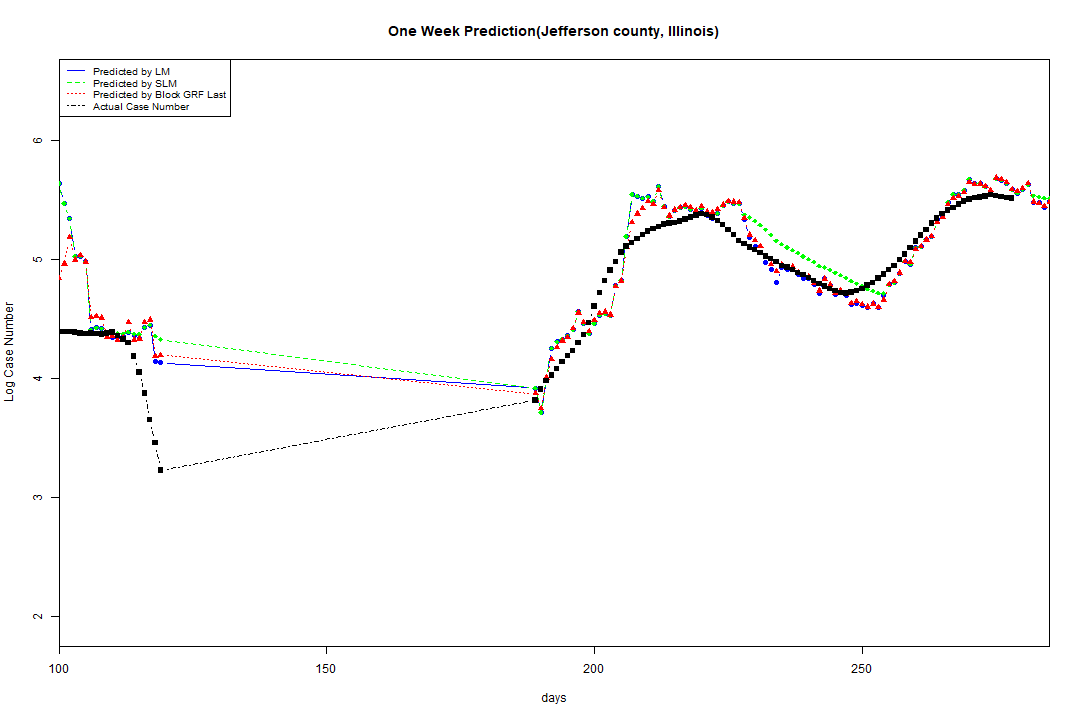 One Week Prediction(Jefferson county, Illinois)
Predicted by LM
Predicted by SLM
Predicted by Block GRF Last
Actual Case Number
Log Case Number
6
5
4
3
2
100
150
200
250
days